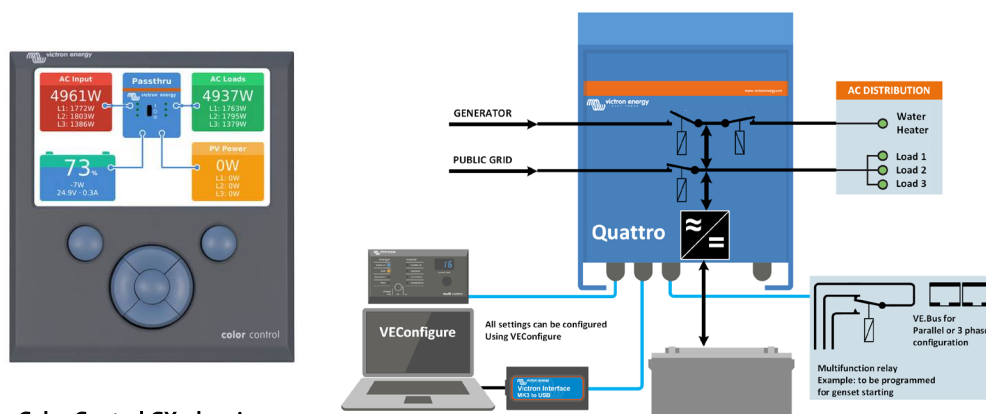 victron energy
AC Input
4961W
L1: 1772W
L2: 1803W
L3: 1386W
Passthru
victron energy
AC Loads
4937W
L1: 1763W
L2: 1795W
L3: 1379W
73%
-7W
24.9V · 0.3A
PV Power
0W
L1: 0W
L2: 0W
L3: 0W
color control
www.victronenergy.com
victron energy
GENERATOR
PUBLIC GRID
Quattro
AC DISTRIBUTION
Water
Heater
Load 1
Load 2
Load 3
16
VEConfigure
All settings can be configured
Using VEConfigure
victron energy
Victron Interface
MK3 to USB
VE.Bus for
Parallel or 3 phase
configuration
Multifunction relay
Example: to be programmed
for genset starting